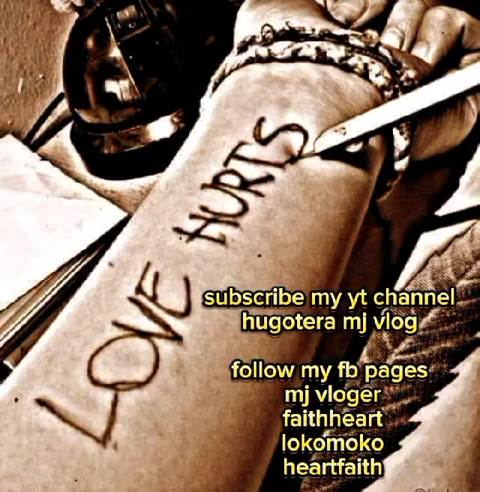 LOVE HURTS
subscribe my yt channel
hugotera mj vlog
follow my fb pages
mj vloger
faithheart
lokomoko
heartfaith